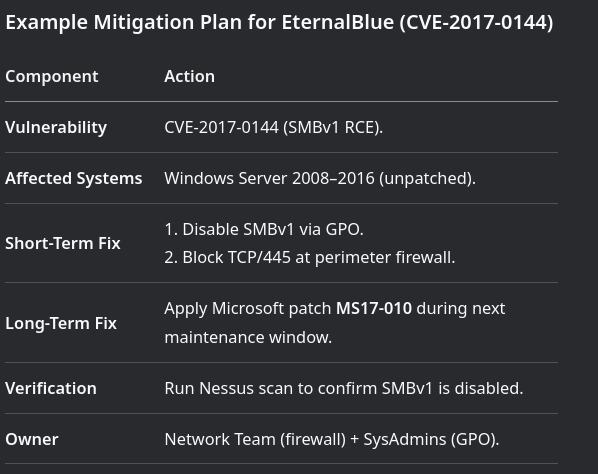 Example Mitigation Plan for EternalBlue (CVE-2017-0144)
Component Action
Vulnerability CVE-2017-0144 (SMBv1 RCE).
Affected Systems Windows Server 2008–2016 (unpatched).
Short-Term Fix
1. Disable SMBv1 via GPO.
2. Block TCP/445 at perimeter firewall.
Long-Term Fix
Apply Microsoft patch MS17-010 during next
maintenance window.
Verification Run Nessus scan to confirm SMBv1 is disabled.
Owner Network Team (firewall) + SysAdmins (GPO).